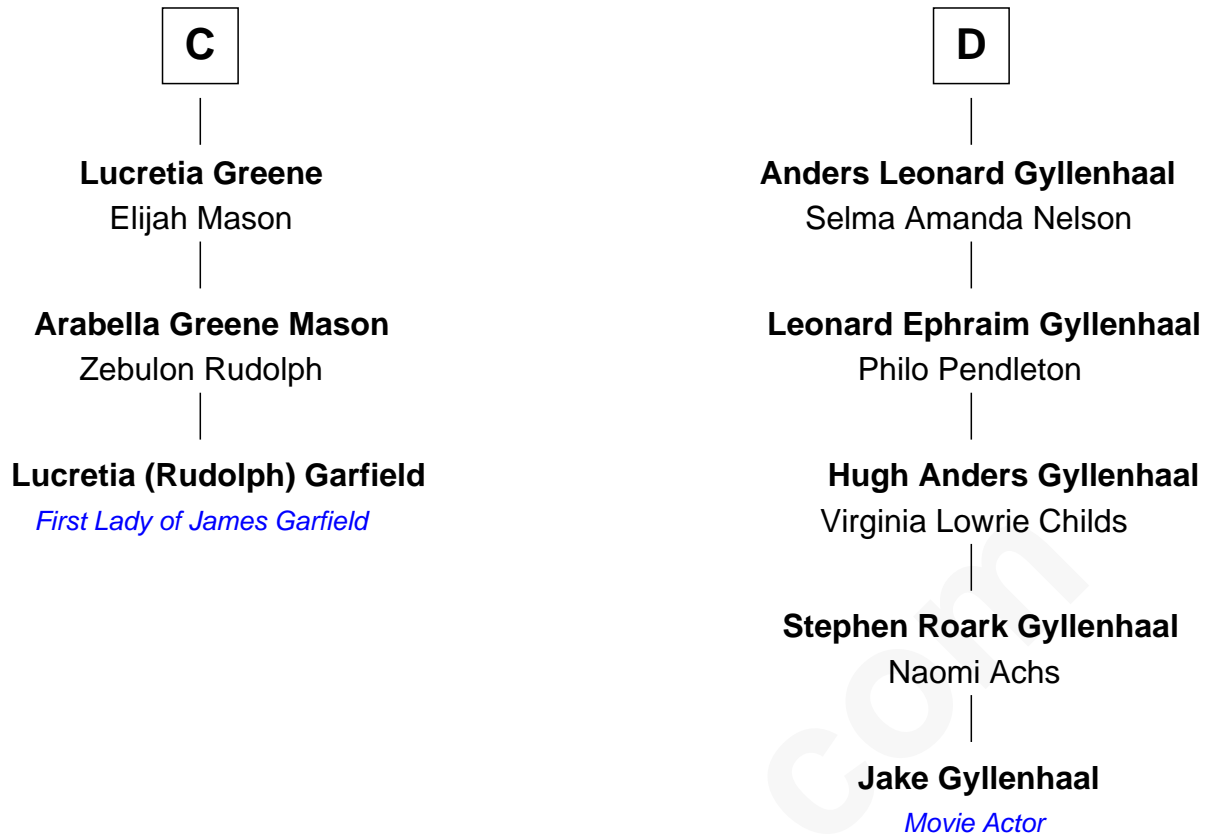 C
Lucretia Greene
Elijah Mason
Arabella Greene Mason
Zebulon Rudolph
Lucretia (Rudolph) Garfield
First Lady of James Garfield
D
Anders Leonard Gyllenhaal
Selma Amanda Nelson
Leonard Ephraim Gyllenhaal
Philo Pendleton
Hugh Anders Gyllenhaal
Virginia Lowrie Childs
Stephen Roark Gyllenhaal
Naomi Achs
Jake Gyllenhaal
Movie Actor
com